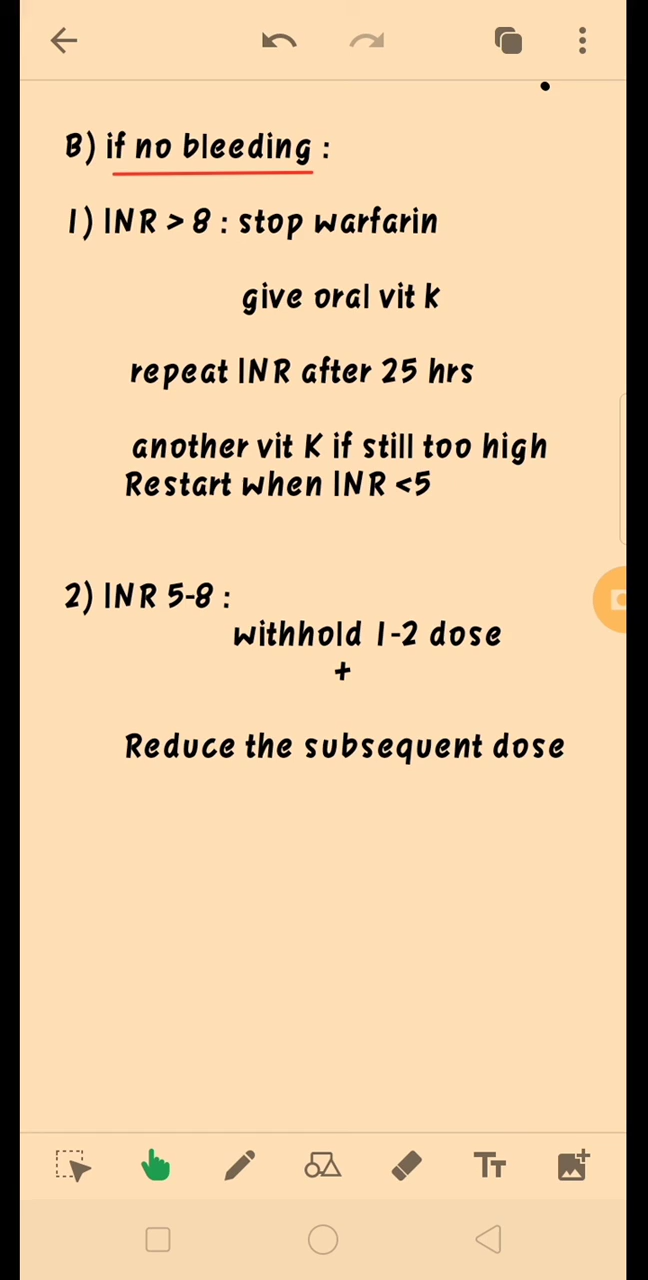 B) if no bleeding :
1) INR > 8 : stop warfarin
give oral vit k
repeat INR after 25 hrs
another vit K if still too high
Restart when INR <5
2) INR 5-8 :
withhold 1-2 dose
+
Reduce the subsequent dose
Tт